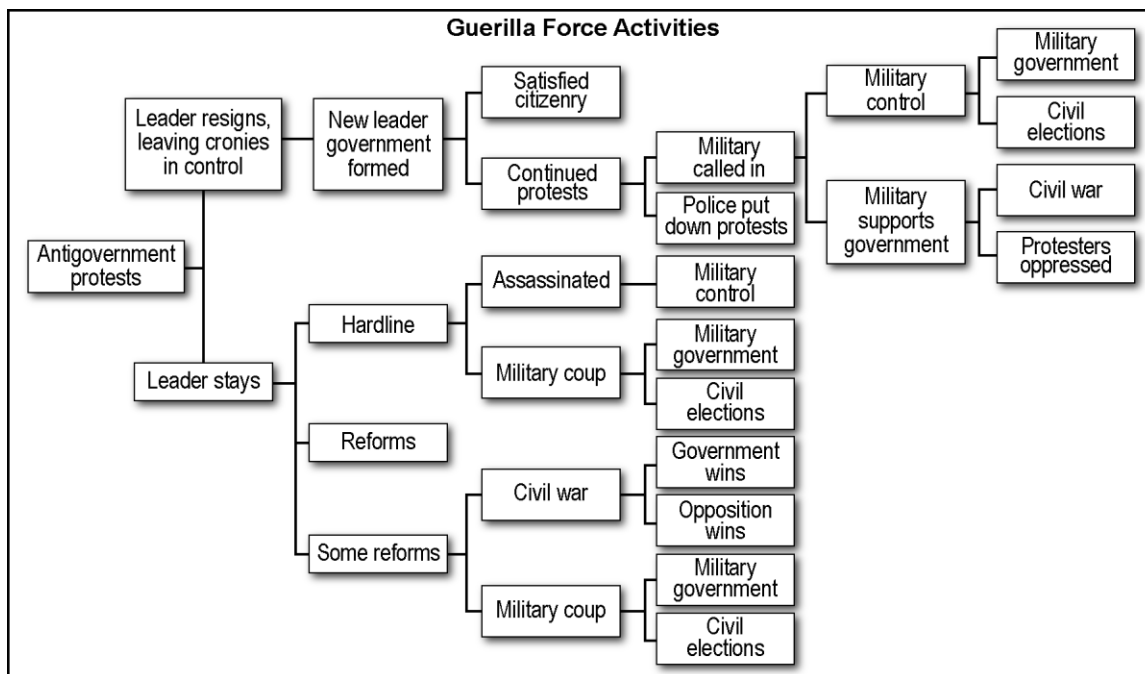 Guerilla Force Activities
Antigovernment
protests
Leader resigns,
leaving cronies
in control
New leader
government
formed
Satisfied
citizenry
Continued
protests
Military
called in
Police put
down protests
Military
control
Military
government
Civil
elections
Military
supports
government
Civil war
Protesters
oppressed
Leader stays
Hardline
Assassinated
Military
control
Military coup
Military
government
Civil
elections
Reforms
Some reforms
Civil war
Government
wins
Opposition
wins
Military coup
Military
government
Civil
elections